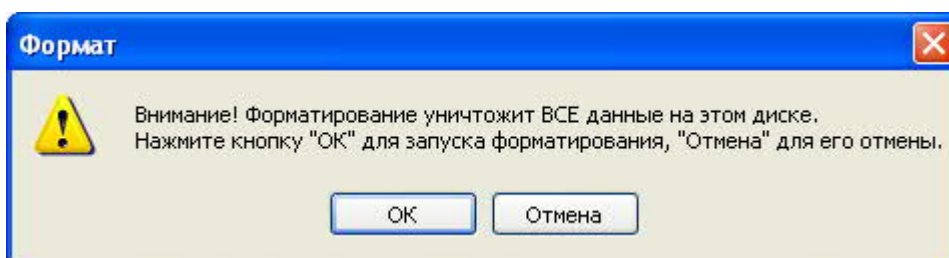 Формат
Внимание! Форматирование уничтожит ВСЕ данные на этом диске.
Нажмите кнопку "ОК" для запуска форматирования, "Отмена" для его отмены.
ОК
Отмена